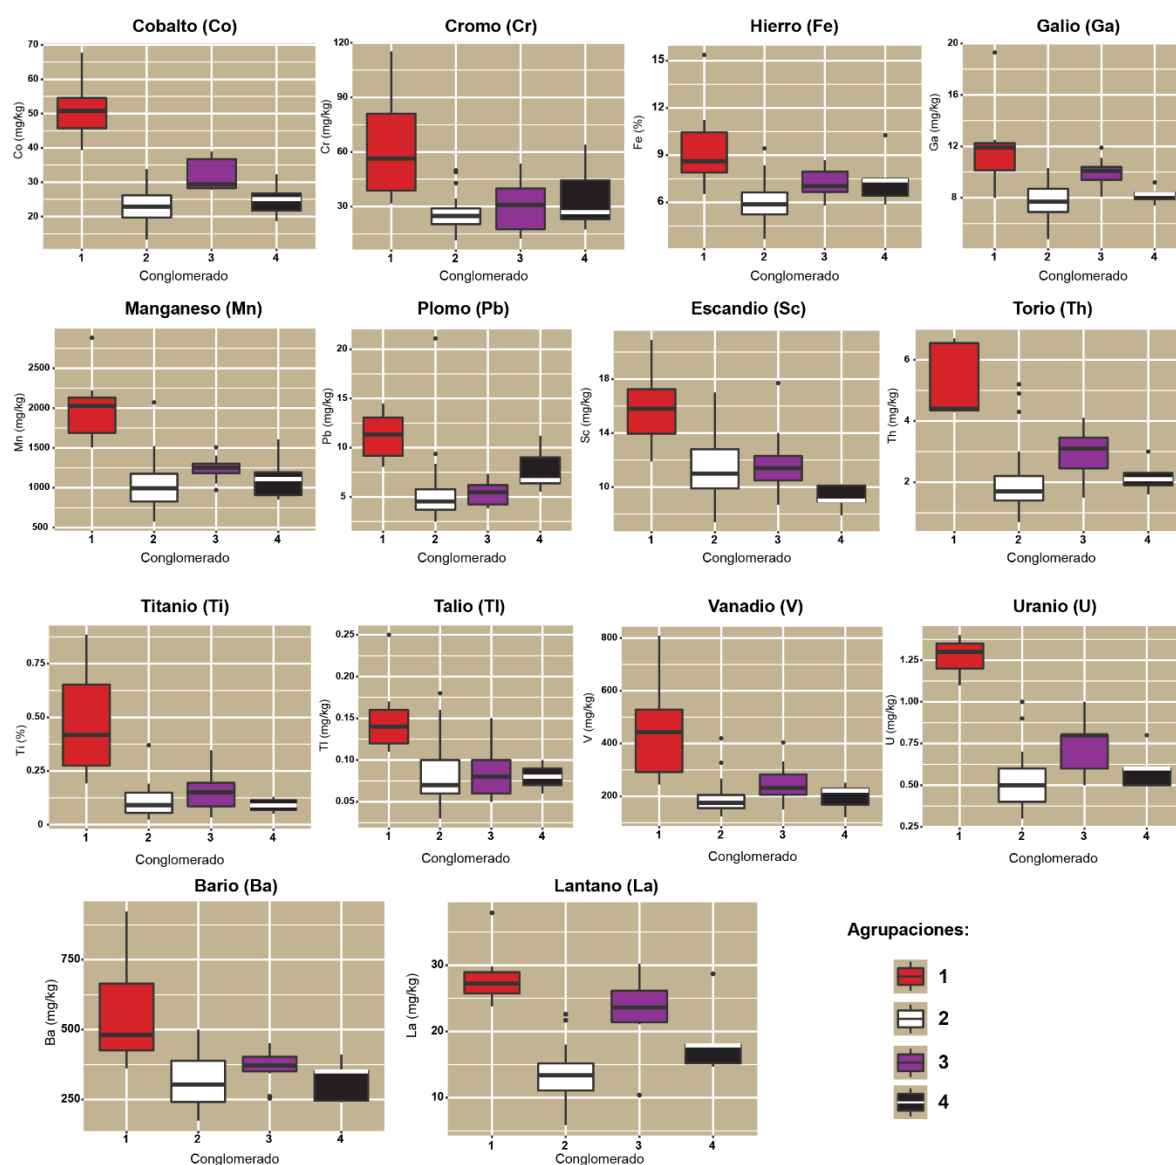 Cobalto (Co)
Cromo (Cr)
Hierro (Fe)
Galio (Ga)
Co (mg/kg)
70
60
50
40
30
20
1 2 3 4
Conglomerado
Cr (mg/kg)
120
90
60
30
1 2 3 4
Conglomerado
Fe (%)
15
12
9
6
1 2 3 4
Conglomerado
Ga (mg/kg)
20
16
12
8
1 2 3 4
Conglomerado
Manganeso (Mn)
Plomo (Pb)
Escandio (Sc)
Torio (Th)
Mn (mg/kg)
2500
2000
1500
1000
500
1 2 3 4
Conglomerado
Pb (mg/kg)
20
15
10
5
1 2 3 4
Conglomerado
Sc (mg/kg)
18
14
10
1 2 3 4
Conglomerado
Th (mg/kg)
6
4
2
1 2 3 4
Conglomerado
Titanio (Ti)
Talio (Tl)
Vanadio (V)
Uranio (U)
Ti (%)
0.75
0.50
0.25
0
1 2 3 4
Conglomerado
Tl (mg/kg)
0.25
0.20
0.15
0.10
0.05
1 2 3 4
Conglomerado
V (mg/kg)
800
600
400
200
1 2 3 4
Conglomerado
U (mg/kg)
1.25
1.00
0.75
0.50
0.25
1 2 3 4
Conglomerado
Bario (Ba)
Lantano (La)
Ba (mg/kg)
750
500
250
1 2 3 4
Conglomerado
La (mg/kg)
30
20
10
1 2 3 4
Conglomerado
Agrupaciones:
1
2
3
4